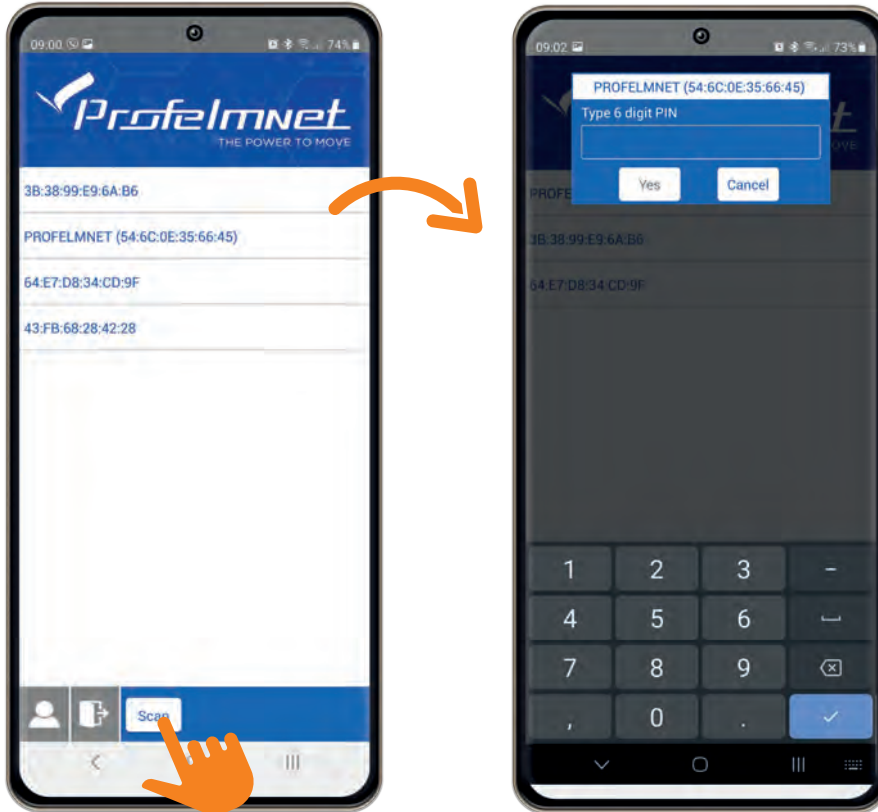 09:00
74%
Profelmnet
THE POWER TO MOVE
3B:38:99:E9:6A:B6
PROFELMNET (54:6C:0E:35:66:45)
64:E7:D8:34:CD:9F
43:FB:68:28:42:28
Scan
09:02
73%
PROFELMNET (54:6C:0E:35:66:45)
Type 6 digit PIN
Yes Cancel
PROFE
3B:38:99:E9:6A:B6
64:E7:D8:34:CD:9F
1 2 3 -
4 5 6
7 8 9
, 0 .